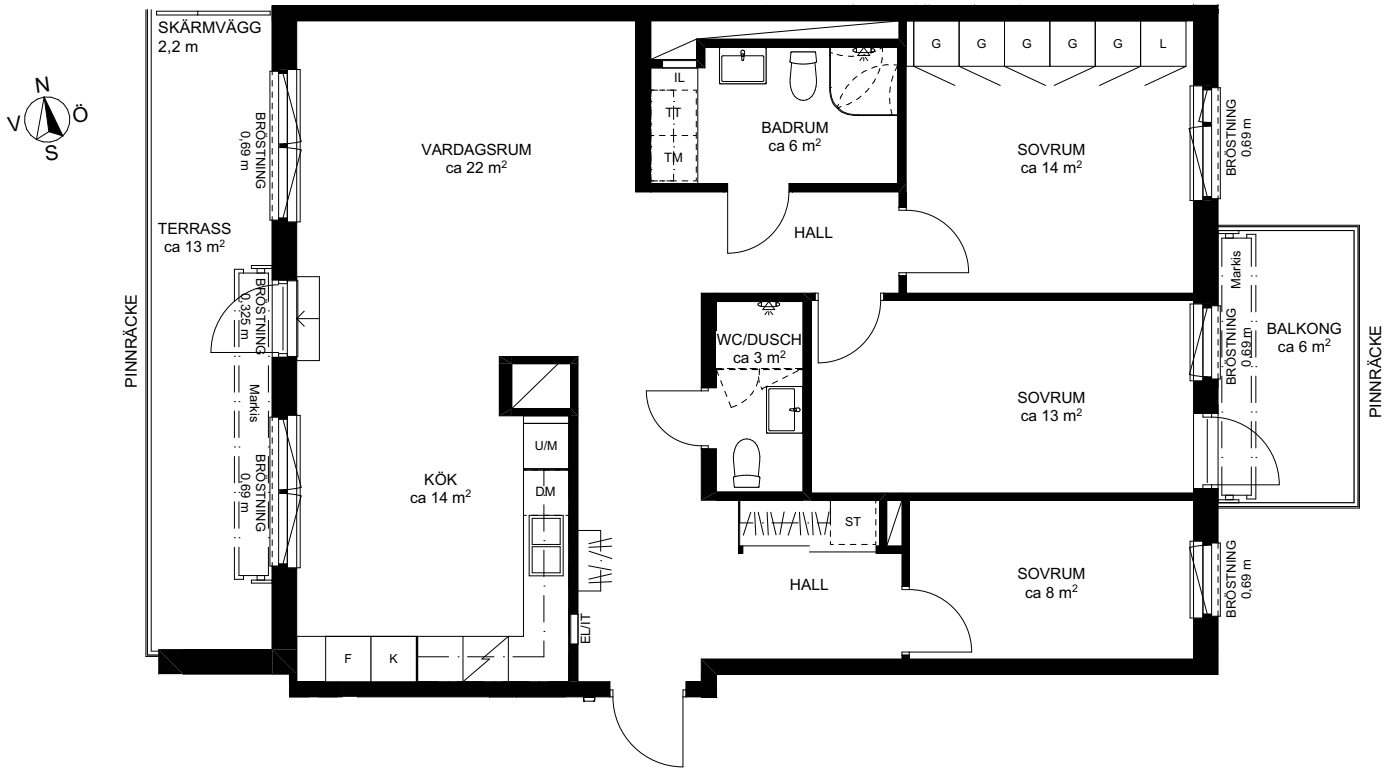 SKÄRMVÄGG
2,2 m
N
V
Ö
S
BRÖSTNING
0,69 m
VARDAGSRUM
ca 22 m²
IL
TT
TM
BADRUM
ca 6 m²
G
G
G
G
G
L
SOVRUM
ca 14 m²
BRÖSTNING
0,69 m
TERRASS
ca 13 m²
HALL
PINNRÄCKE
BRÖSTNING
0,325 m
Markis
BRÖSTNING
0,69 m
WC/DUSCH
ca 3 m²
SOVRUM
ca 13 m²
Markis
BRÖSTNING
0,69 m
BALKONG
ca 6 m²
PINNRÄCKE
KÖK
ca 14 m²
U/M
DM
ST
HALL
SOVRUM
ca 8 m²
BRÖSTNING
0,69 m
EL/IT
F
K